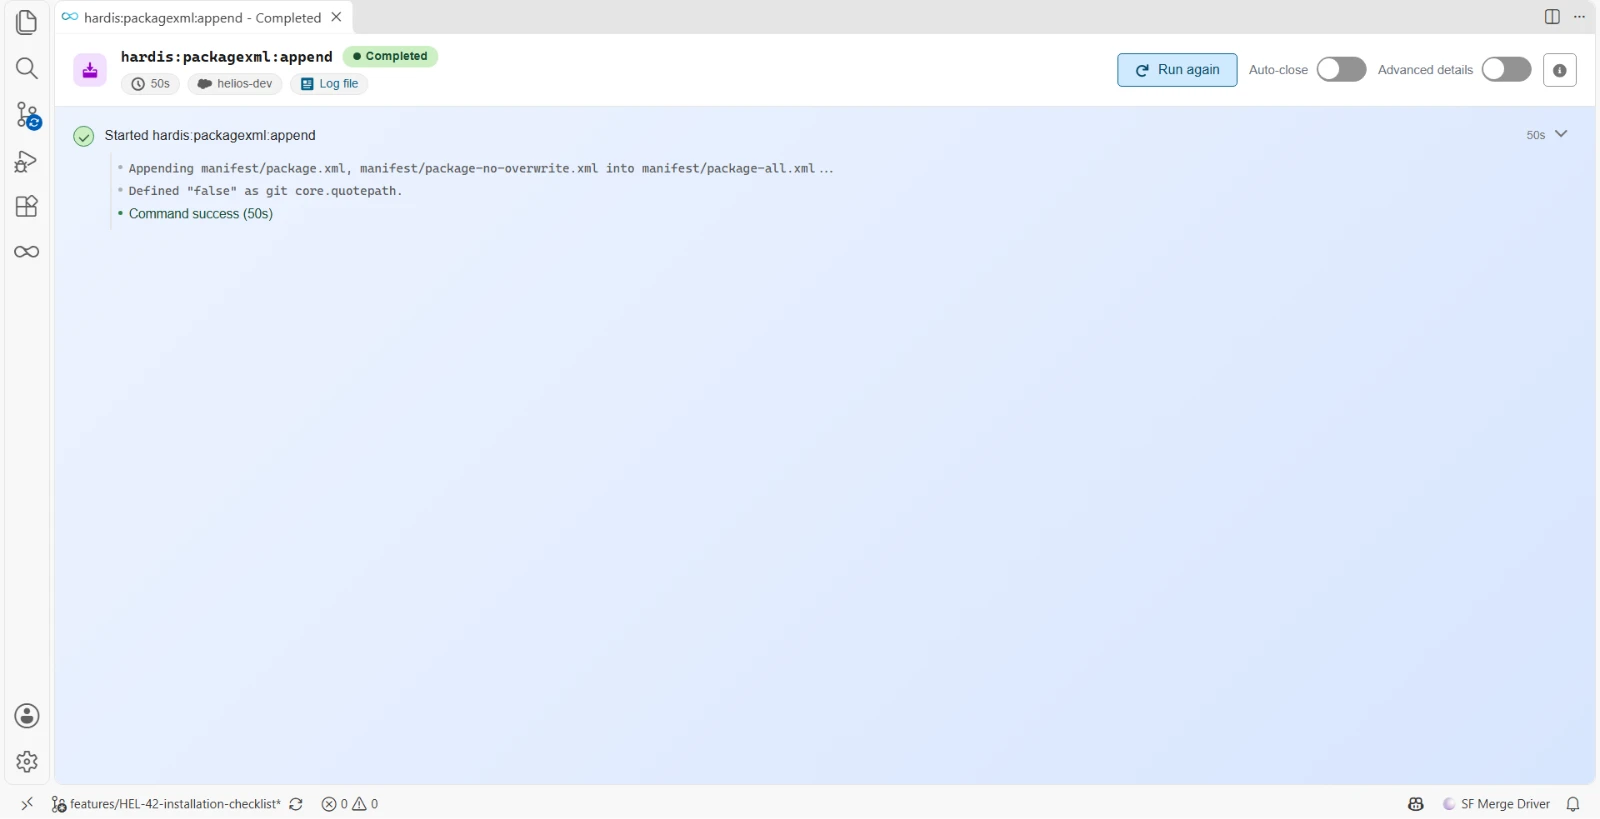 hardis:packagexml:append - Completed
hardis:packagexml:append
Completed
50s
helios-dev
Log file
Run again
Auto-close
Advanced details
Started hardis:packagexml:append
50s
Appending manifest/package.xml, manifest/package-no-overwrite.xml into manifest/package-all.xml...
Defined "false" as git core.quotepath.
Command success (50s)
features/HEL-42-installation-checklist*
0
0
SF Merge Driver